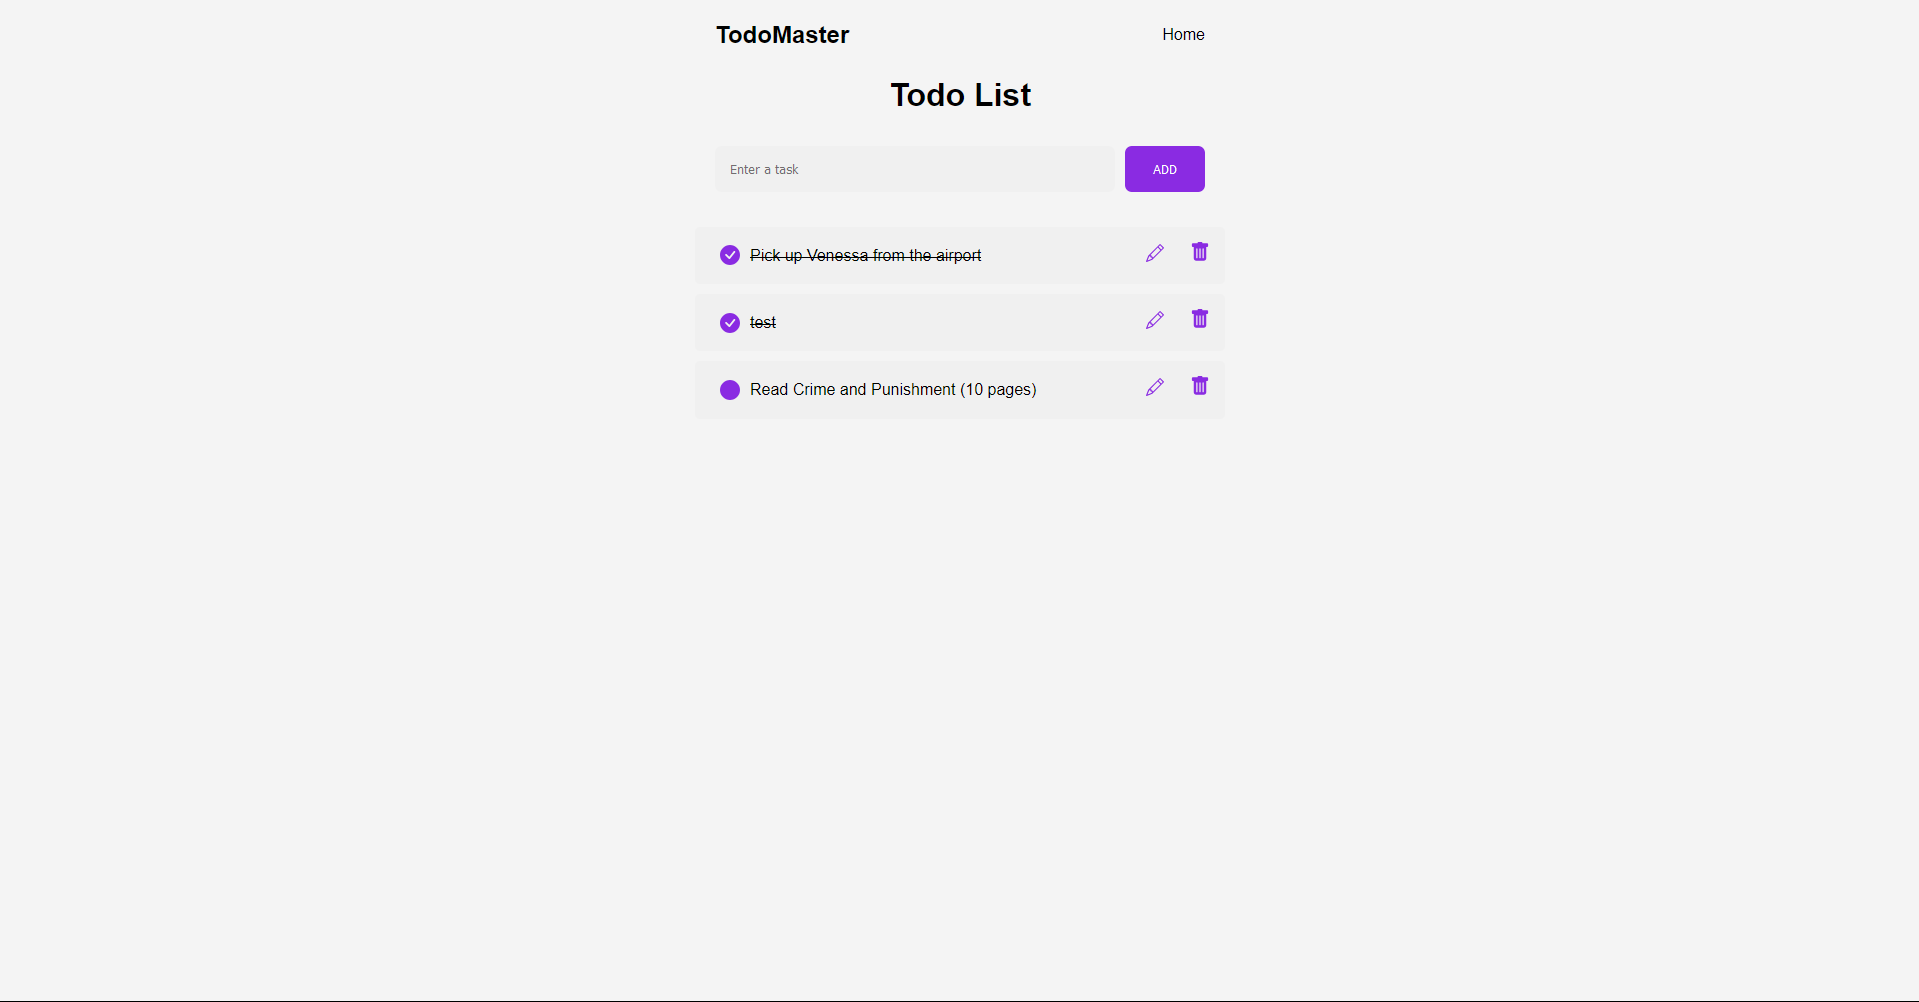 TodoMaster
Home
Todo List
Enter a task
ADD
Pick up Venessa from the airport
test
Read Crime and Punishment (10 pages)